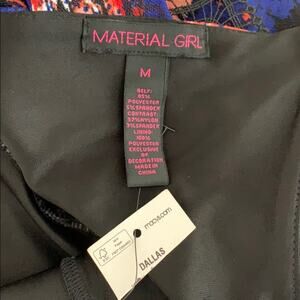 MATERIAL GIRL
M
SELF:
95%
POLYESTER
5% SPANDEX
CONTRAST:
97% NYLON
3% SPANDEX
LINING:
100%
POLYESTER
EXCLUSIVE
OF
DECORATION
MADE IN
CHINA
macys.com
DALLAS
FSC